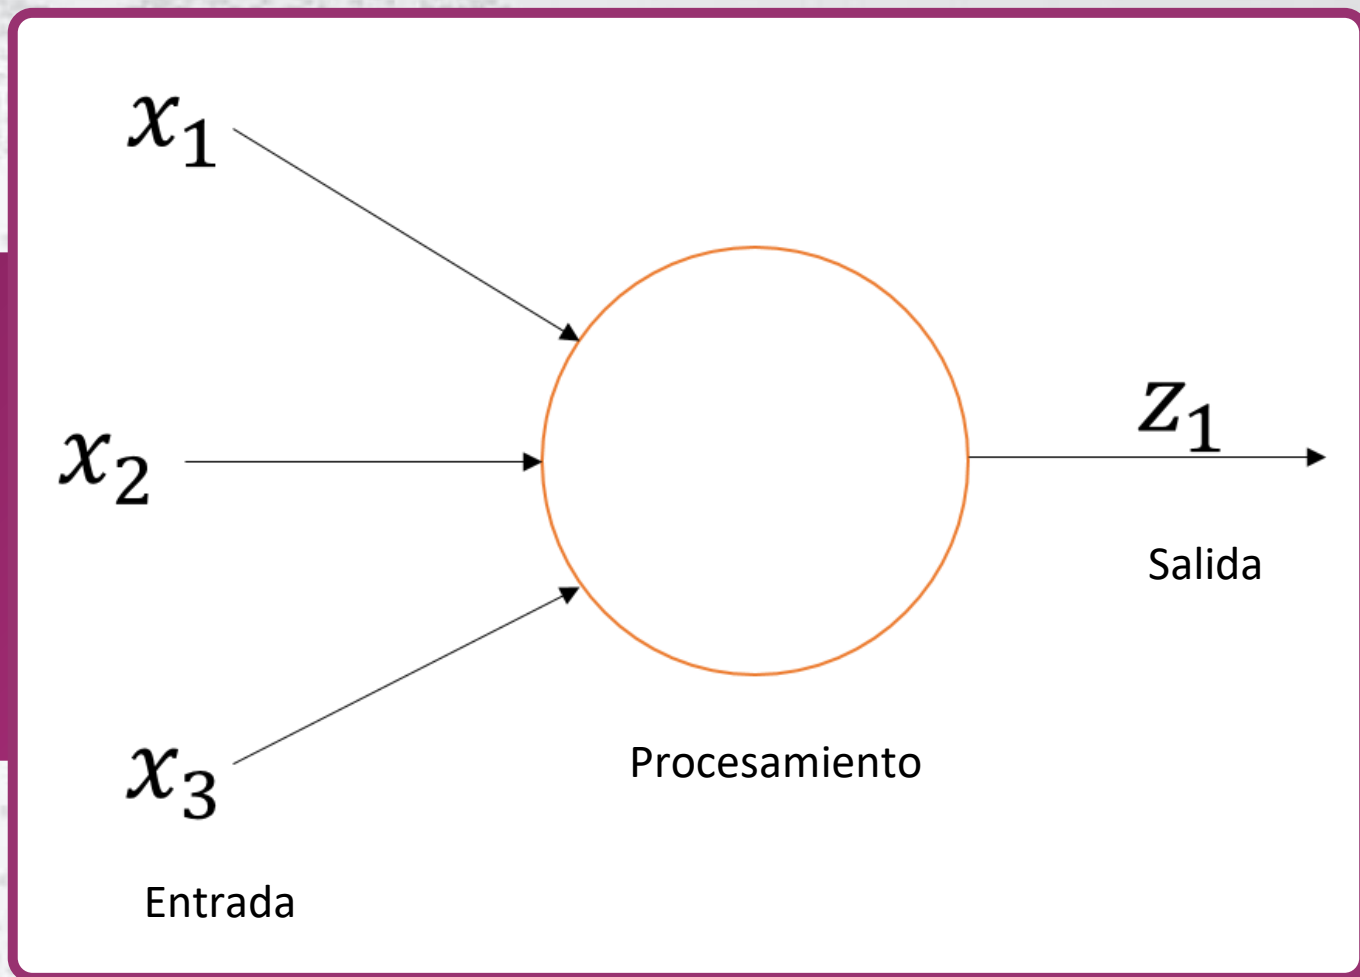 x₁
x₂
x₃
Entrada
Procesamiento
z₁
Salida